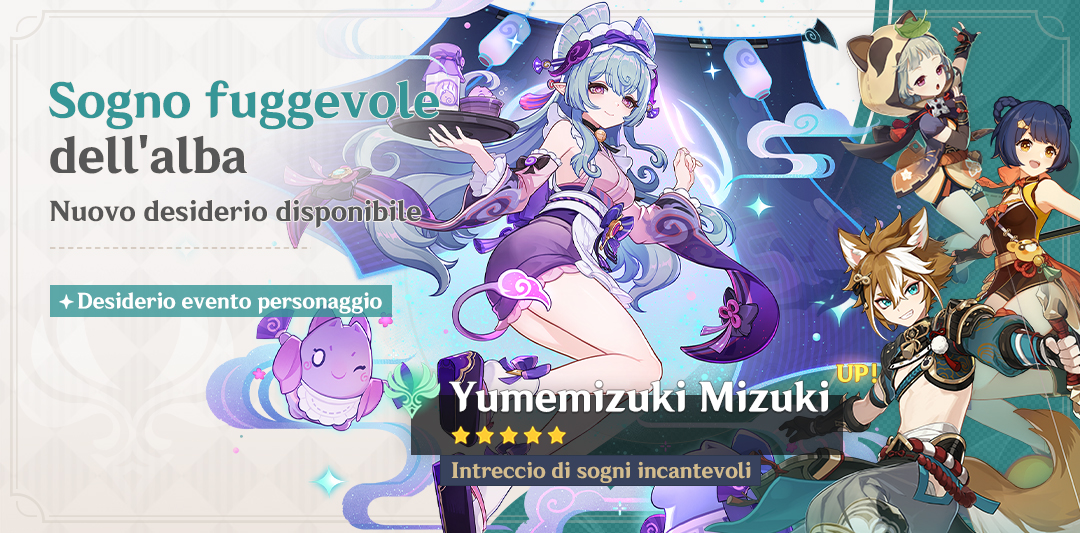 Sogno fuggevole
dell'alba
Nuovo desiderio disponibile
Desiderio evento personaggio
UP!
Yumemizuki Mizuki
Intreccio di sogni incantevoli